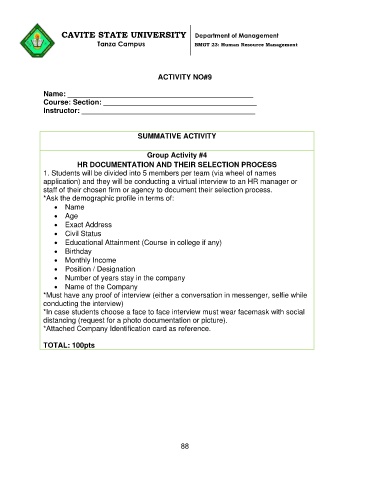 CAVITE STATE UNIVERSITY
Tanza Campus
Department of Management
BMGT 22: Human Resource Management
ACTIVITY NO#9
Name: ____________________
Course: Section: ____________________
Instructor: ____________________
SUMMATIVE ACTIVITY
Group Activity #4
HR DOCUMENTATION AND THEIR SELECTION PROCESS
1. Students will be divided into 5 members per team (via wheel of names
application) and they will be conducting a virtual interview to an HR manager or
staff of their chosen firm or agency to document their selection process.
*Ask the demographic profile in terms of:
• Name
• Age
• Exact Address
• Civil Status
• Educational Attainment (Course in college if any)
• Birthday
• Monthly Income
• Position / Designation
• Number of years stay in the company
• Name of the Company
*Must have any proof of interview (either a conversation in messenger, selfie while
conducting the interview)
*In case students choose a face to face interview must wear facemask with social
distancing (request for a photo documentation or picture).
*Attached Company Identification card as reference.
TOTAL: 100pts
88